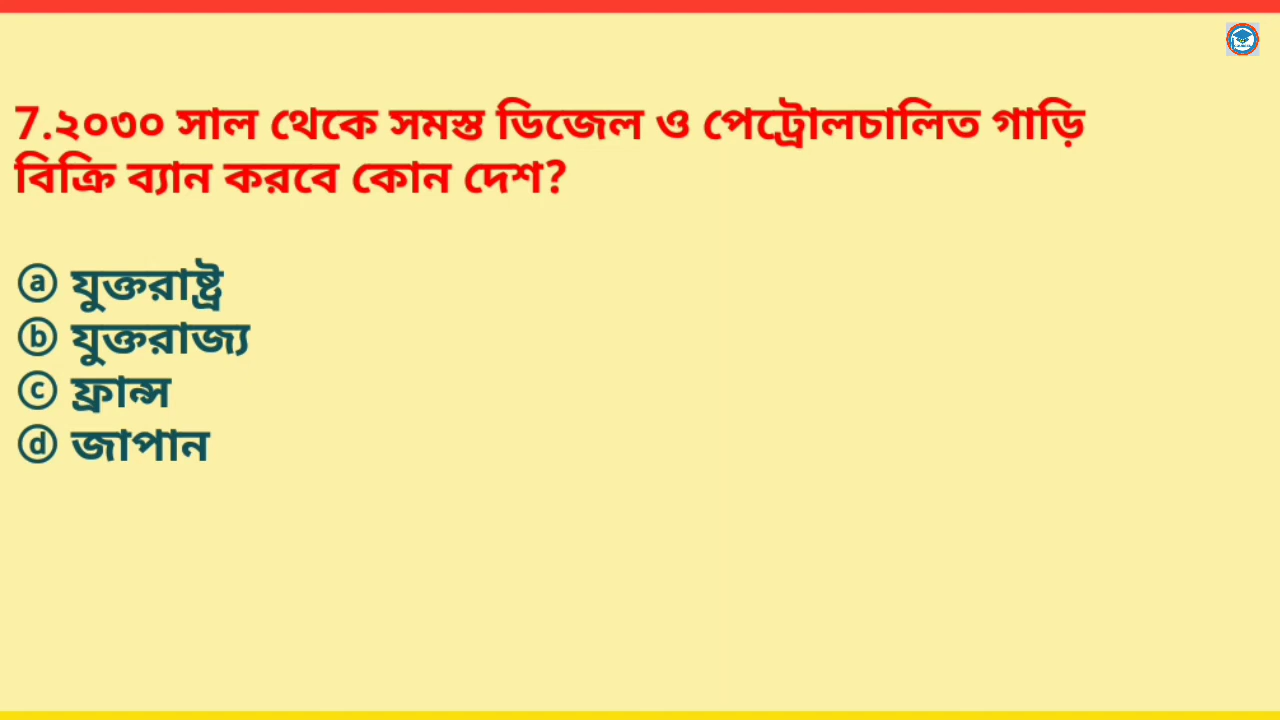 7.২০৩০ সাল থেকে সমস্ত ডিজেল ও পেট্রোলচালিত গাড়ি
বিক্রি ব্যান করবে কোন দেশ?
ⓐ যুক্তরাষ্ট্র
ⓑ যুক্তরাজ্য
ⓒ ফ্রান্স
ⓓ জাপান